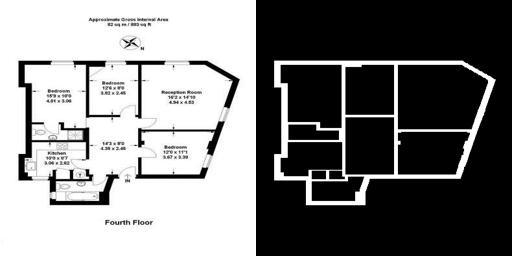 Approximate Gross Internal Area
82 sq m / 883 sq ft
N
Bedroom
15'9 x 10'0
4.81 x 3.06
Bedroom
12'6 x 8'0
3.82 x 2.45
Reception Room
16'2 x 14'10
4.94 x 4.53
14'3 x 8'0
4.36 x 2.46
Bedroom
12'0 x 11'1
3.67 x 3.39
Kitchen
10'0 x 6'7
3.06 x 2.02
IN
Fourth Floor